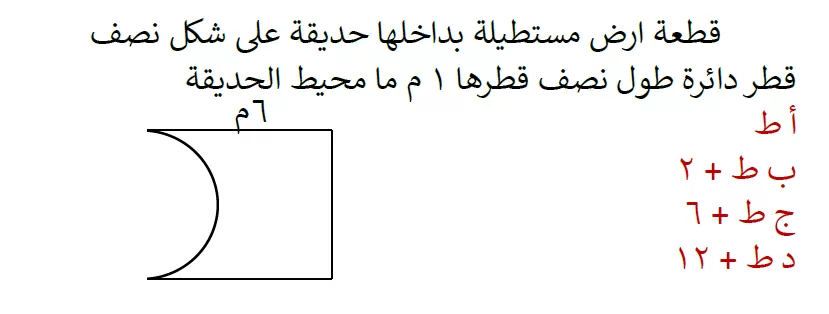 قطعة ارض مستطيلة بداخلها حديقة على شكل نصف
قطر دائرة طول نصف قطرها ١ م ما محيط الحديقة
٦م
أ ط
ب ط + ٢
ج ط + ٦
د ط + ١٢